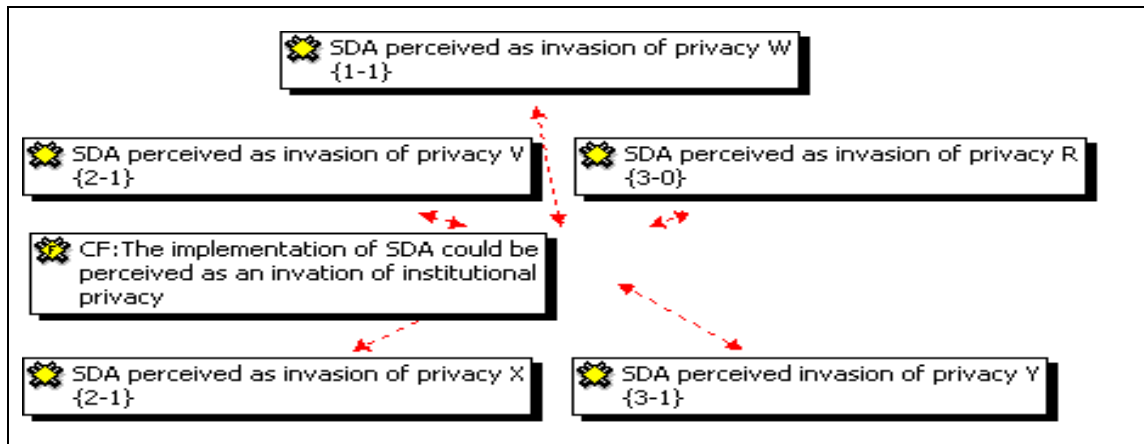 SDA perceived as invasion of privacy W
{1-1}
SDA perceived as invasion of privacy V
{2-1}
SDA perceived as invasion of privacy R
{3-0}
CF:The implementation of SDA could be
perceived as an invation of institutional
privacy
SDA perceived as invasion of privacy X
{2-1}
SDA perceived invasion of privacy Y
{3-1}